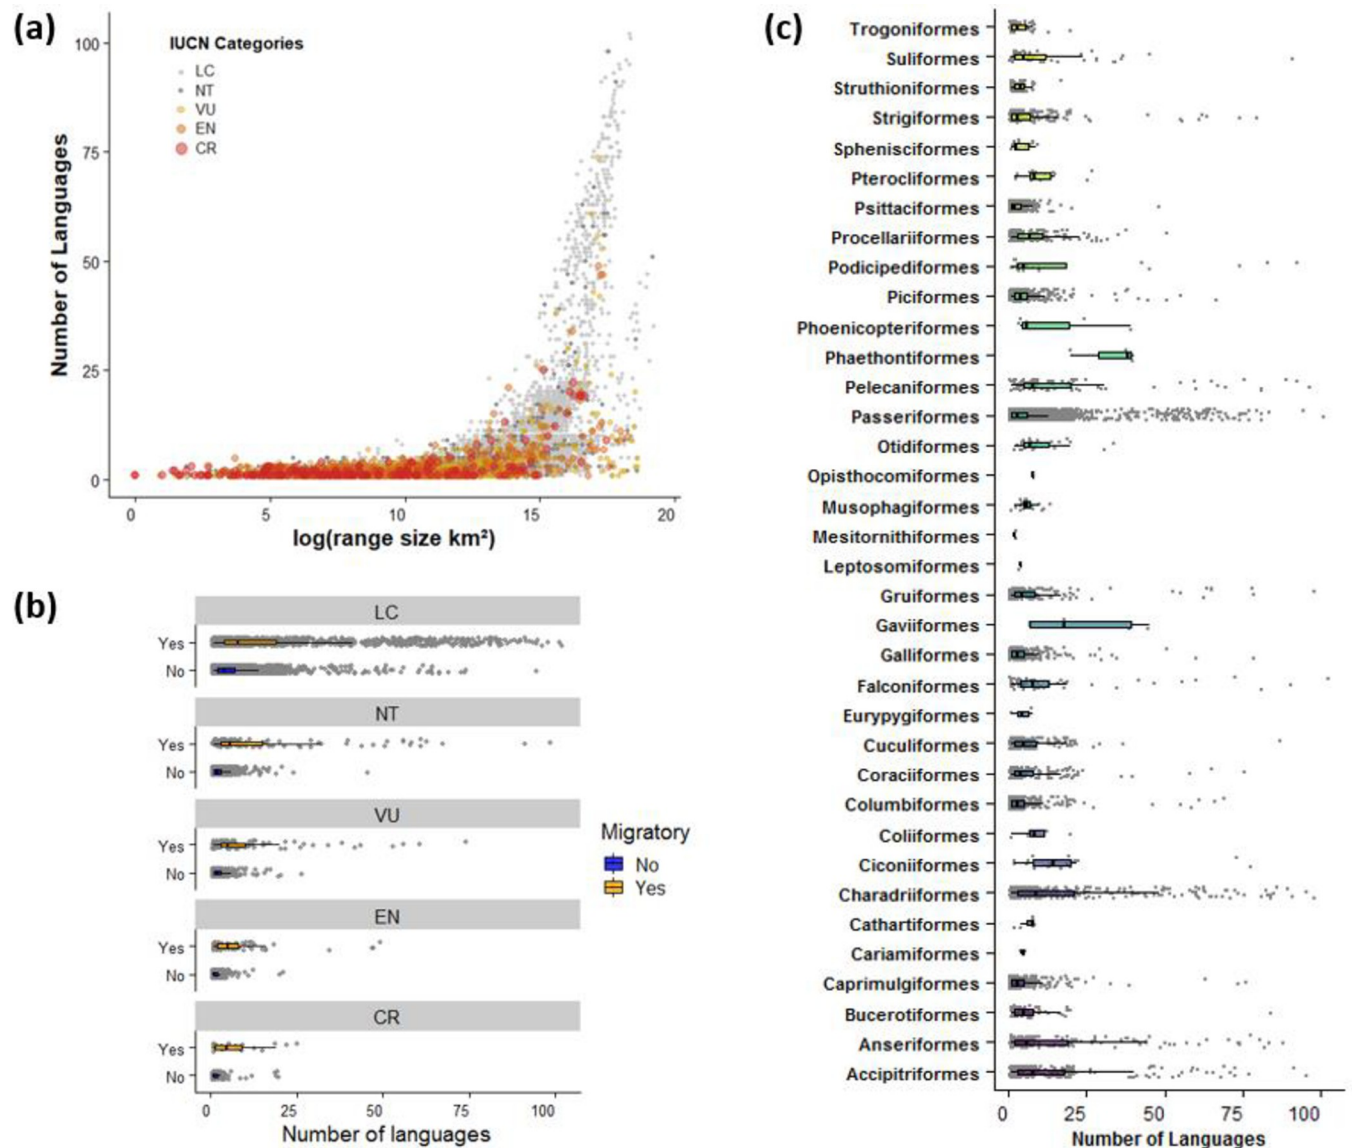 (a)
IUCN Categories
LC
NT
VU
EN
CR
100
75
50
25
0
Number of Languages
0 5 10 15 20
log(range size km²)
(b)
LC
Yes
No
NT
Yes
No
VU
Yes
No
EN
Yes
No
CR
Yes
No
0 25 50 75 100
Number of languages
Migratory
No
Yes
(c)
Trogoniformes
Suliformes
Struthioniformes
Strigiformes
Sphenisciformes
Pterocliformes
Psittaciformes
Procellariiformes
Podicipediformes
Piciformes
Phoenicopteriformes
Phaethontiformes
Pelecaniformes
Passeriformes
Otidiformes
Opisthocomiformes
Musophagiformes
Mesitornithiformes
Leptosomiformes
Gruiformes
Gaviiformes
Galliformes
Falconiformes
Eurypygiformes
Cuculiformes
Coraciiformes
Columbiformes
Coliiformes
Ciconiiformes
Charadriiformes
Cathartiformes
Cariamiformes
Caprimulgiformes
Bucerotiformes
Anseriformes
Accipitriformes
0 25 50 75 100
Number of Languages